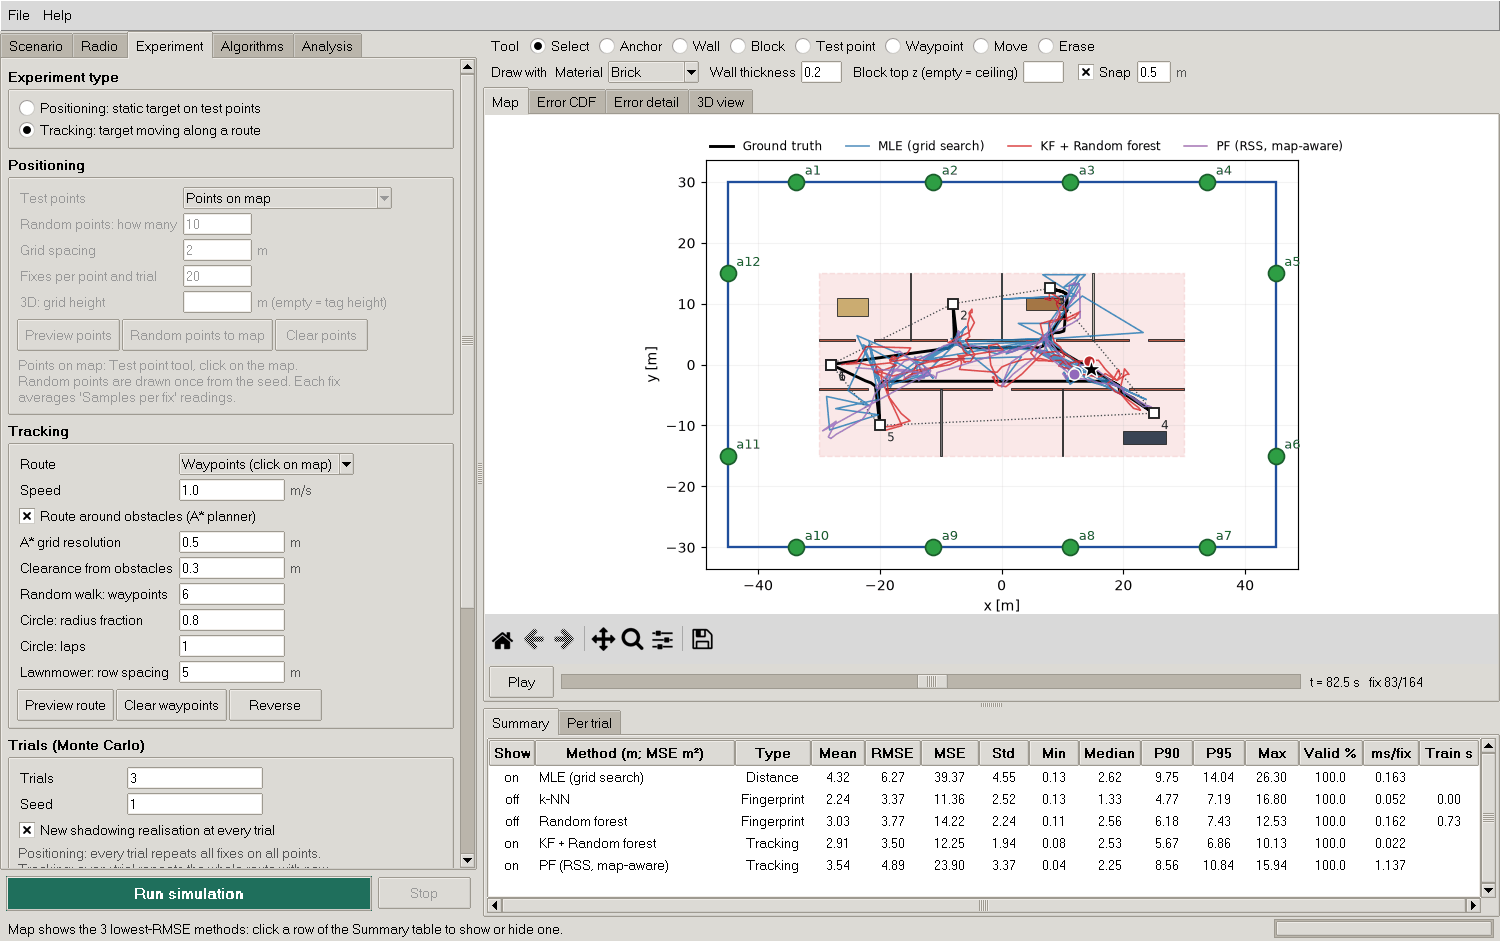 File Help
Scenario Radio Experiment Algorithms Analysis
Experiment type
Positioning: static target on test points
Tracking: target moving along a route
Positioning
Test points Points on map
Random points: how many 10
Grid spacing 2 m
Fixes per point and trial 20
3D: grid height m (empty = tag height)
Preview points Random points to map Clear points
Points on map: Test point tool, click on the map.
Random points are drawn once from the seed. Each fix
averages 'Samples per fix' readings.
Tracking
Route Waypoints (click on map)
Speed 1.0 m/s
Route around obstacles (A* planner)
A* grid resolution 0.5 m
Clearance from obstacles 0.3 m
Random walk: waypoints 6
Circle: radius fraction 0.8
Circle: laps 1
Lawnmower: row spacing 5 m
Preview route Clear waypoints Reverse
Trials (Monte Carlo)
Trials 3
Seed 1
New shadowing realisation at every trial
Positioning: every trial repeats all fixes on all points.
Tracking: every trial repeats the whole route with new
Run simulation Stop
Tool Select Anchor Wall Block Test point Waypoint Move Erase
Draw with Material Brick Wall thickness 0.2 Block top z (empty = ceiling) Snap 0.5 m
Map Error CDF Error detail 3D view
Ground truth MLE (grid search) KF + Random forest PF (RSS, map-aware)
a1 a2 a3 a4
30
20
a12 a5
10
2 3
y [m]
0
6
−10
4
5
a11 a6
−20
a10 a9 a8 a7
−30
−40 −20 0 20 40
x [m]
Play t = 82.5 s fix 83/164
Summary Per trial
Show Method (m; MSE m²) Type Mean RMSE MSE Std Min Median P90 P95 Max Valid % ms/fix Train s
on MLE (grid search) Distance 4.32 6.27 39.37 4.55 0.13 2.62 9.75 14.04 26.30 100.0 0.163
off k-NN Fingerprint 2.24 3.37 11.36 2.52 0.13 1.33 4.77 7.19 16.80 100.0 0.052 0.00
off Random forest Fingerprint 3.03 3.77 14.22 2.24 0.11 2.56 6.18 7.43 12.53 100.0 0.162 0.73
on KF + Random forest Tracking 2.91 3.50 12.25 1.94 0.08 2.53 5.67 6.86 10.13 100.0 0.022
on PF (RSS, map-aware) Tracking 3.54 4.89 23.90 3.37 0.04 2.25 8.56 10.84 15.94 100.0 1.137
Map shows the 3 lowest-RMSE methods: click a row of the Summary table to show or hide one.